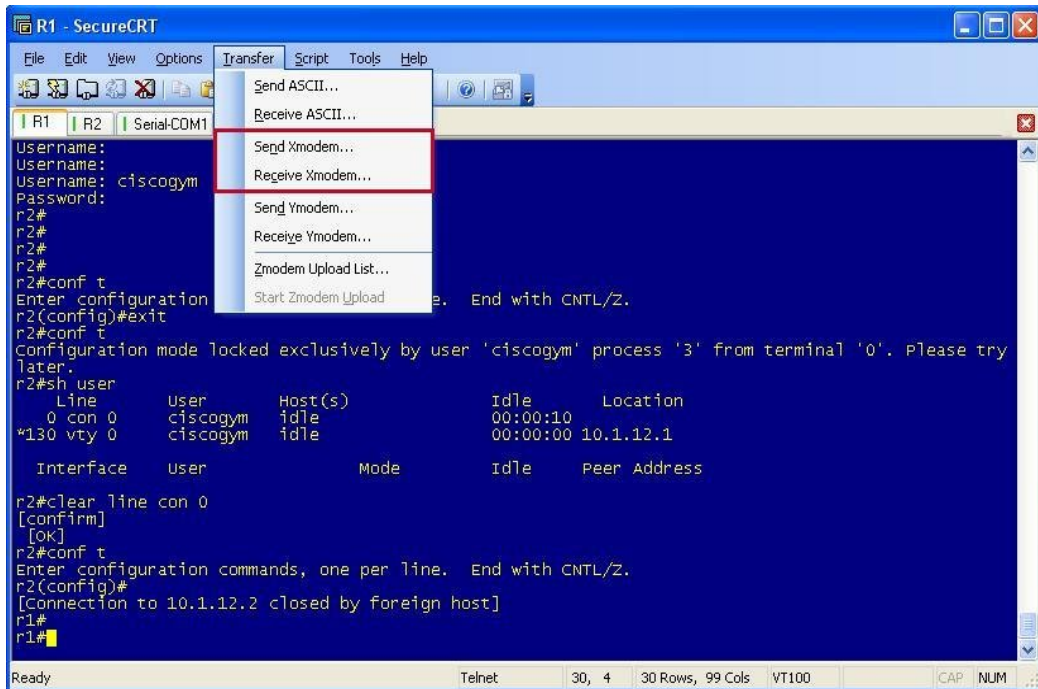 R1 - SecureCRT
File Edit View Options Transfer Script Tools Help
R1 R2 Serial-COM1
Send ASCII...
Receive ASCII...
Send Xmodem...
Receive Xmodem...
Send Ymodem...
Receive Ymodem...
Zmodem Upload List...
Start Zmodem Upload
Username:
Username:
Username: ciscogym
Password:
r2#
r2#
r2#
r2#
r2#conf t
Enter configuration e. End with CNTL/Z.
r2(config)#exit
r2#conf t
Configuration mode locked exclusively by user 'ciscogym' process '3' from terminal '0'. Please try
later.
r2#sh user
Line User Host(s) Idle Location
0 con 0 ciscogym idle 00:00:10
*130 vty 0 ciscogym idle 00:00:00 10.1.12.1
Interface User Mode Idle Peer Address
r2#clear line con 0
[confirm]
[OK]
r2#conf t
Enter configuration commands, one per line. End with CNTL/Z.
r2(config)#
[Connection to 10.1.12.2 closed by foreign host]
r1#
r1#
Ready Telnet 30, 4 30 Rows, 99 Cols VT100 CAP NUM